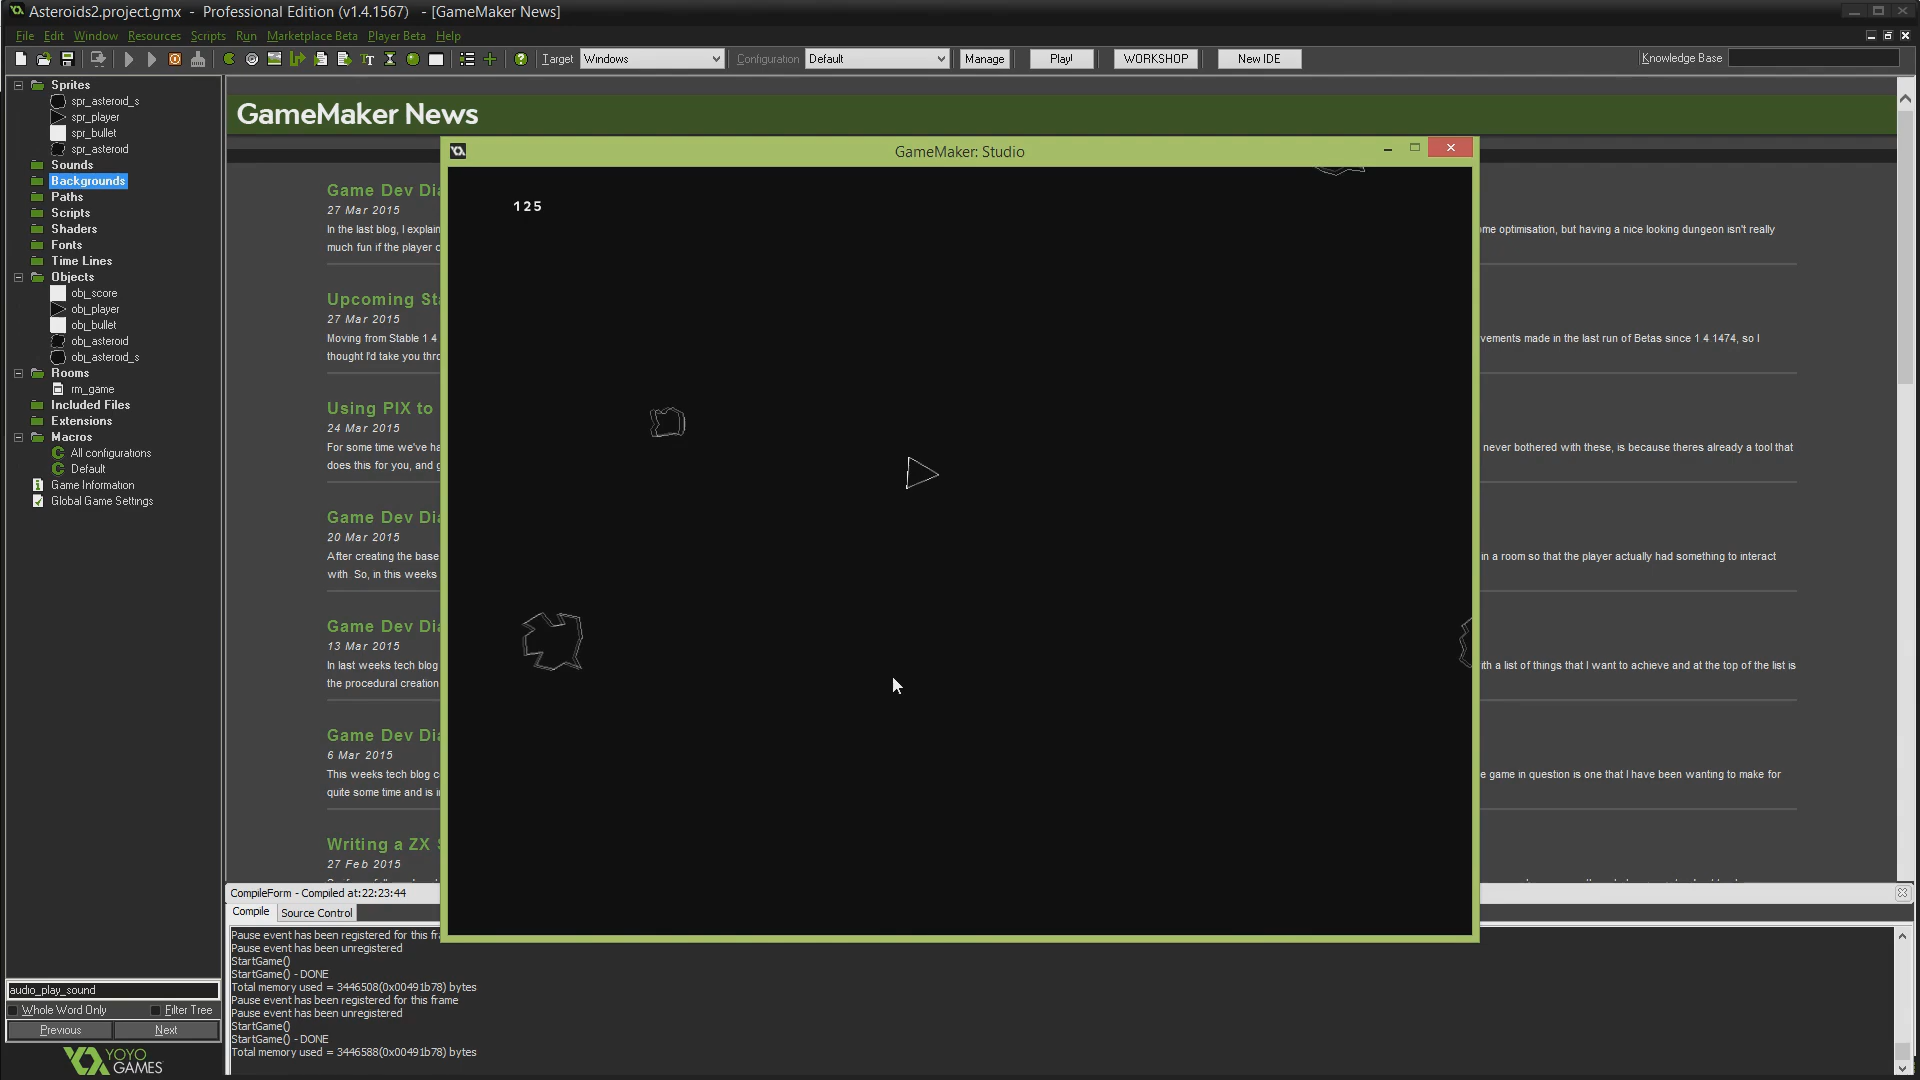 Asteroids2.project.gmx - Professional Edition (v1.4.1567) - [GameMaker News]
File Edit Window Resources Scripts Run Marketplace Beta Player Beta Help
Target Windows Configuration Default Manage Play! WORKSHOP New IDE Knowledge Base
Sprites
spr_asteroid_s
spr_player
spr_bullet
spr_asteroid
Sounds
Backgrounds
Paths
Scripts
Shaders
Fonts
Time Lines
Objects
obj_score
obj_player
obj_bullet
obj_asteroid
obj_asteroid_s
Rooms
rm_game
Included Files
Extensions
Macros
All configurations
Default
Game Information
Global Game Settings
audio_play_sound
Whole Word Only Filter Tree
Previous Next
YOYO
GAMES
GameMaker News
Game Dev
27 Mar 2015
In the last blog, I
much fun if the player
ome optimisation, but having a nice looking dungeon isn't really
Upcoming
27 Mar 2015
Moving from Stable 1 4
thought I'd take you
vements made in the last run of Betas since 1 4 1474, so I
Using PIX to
24 Mar 2015
For some time we've
does this for you, and
never bothered with these, is because theres already a tool that
Game Dev
20 Mar 2015
After creating the base
with So, in this weeks
in a room so that the player actually had something to interact
Game Dev
13 Mar 2015
In last weeks tech blog
the procedural creation
th a list of things that I want to achieve and at the top of the list is
Game Dev
6 Mar 2015
This weeks tech blog
quite some time and is
e game in question is one that I have been wanting to make for
Writing a ZX
27 Feb 2015
GameMaker: Studio
125
CompileForm - Compiled at:22:23:44
Compile Source Control
Pause event has been registered for this
Pause event has been unregistered
StartGame()
StartGame() - DONE
Total memory used = 3446508(0x00491b78) bytes
Pause event has been registered for this frame
Pause event has been unregistered
StartGame()
StartGame() - DONE
Total memory used = 3446588(0x00491b78) bytes